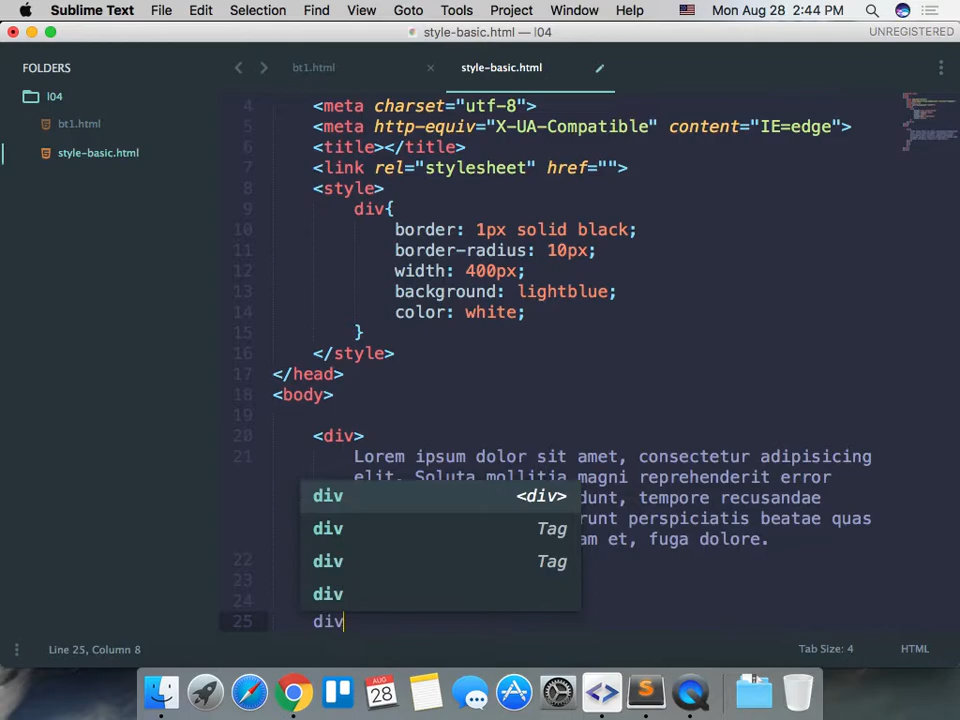 Sublime Text File Edit Selection Find View Goto Tools Project Window Help Mon Aug 28 2:44 PM
style-basic.html — l04 UNREGISTERED
FOLDERS
l04
bt1.html
style-basic.html
bt1.html style-basic.html
4 <meta charset="utf-8">
5 <meta http-equiv="X-UA-Compatible" content="IE=edge">
6 <title></title>
7 <link rel="stylesheet" href="">
8 <style>
9 div{
10 border: 1px solid black;
11 border-radius: 10px;
12 width: 400px;
13 background: lightblue;
14 color: white;
15 }
16 </style>
17 </head>
18 <body>
19
20 <div>
21 Lorem ipsum dolor sit amet, consectetur adipisicing
elit. Soluta mollitia magni reprehenderit error
dunt, tempore recusandae
runt perspiciatis beatae quas
am et, fuga dolore.
22
23
24
25 div
div <div>
div Tag
div Tag
div
Line 25, Column 8 Tab Size: 4 HTML
AUG
28